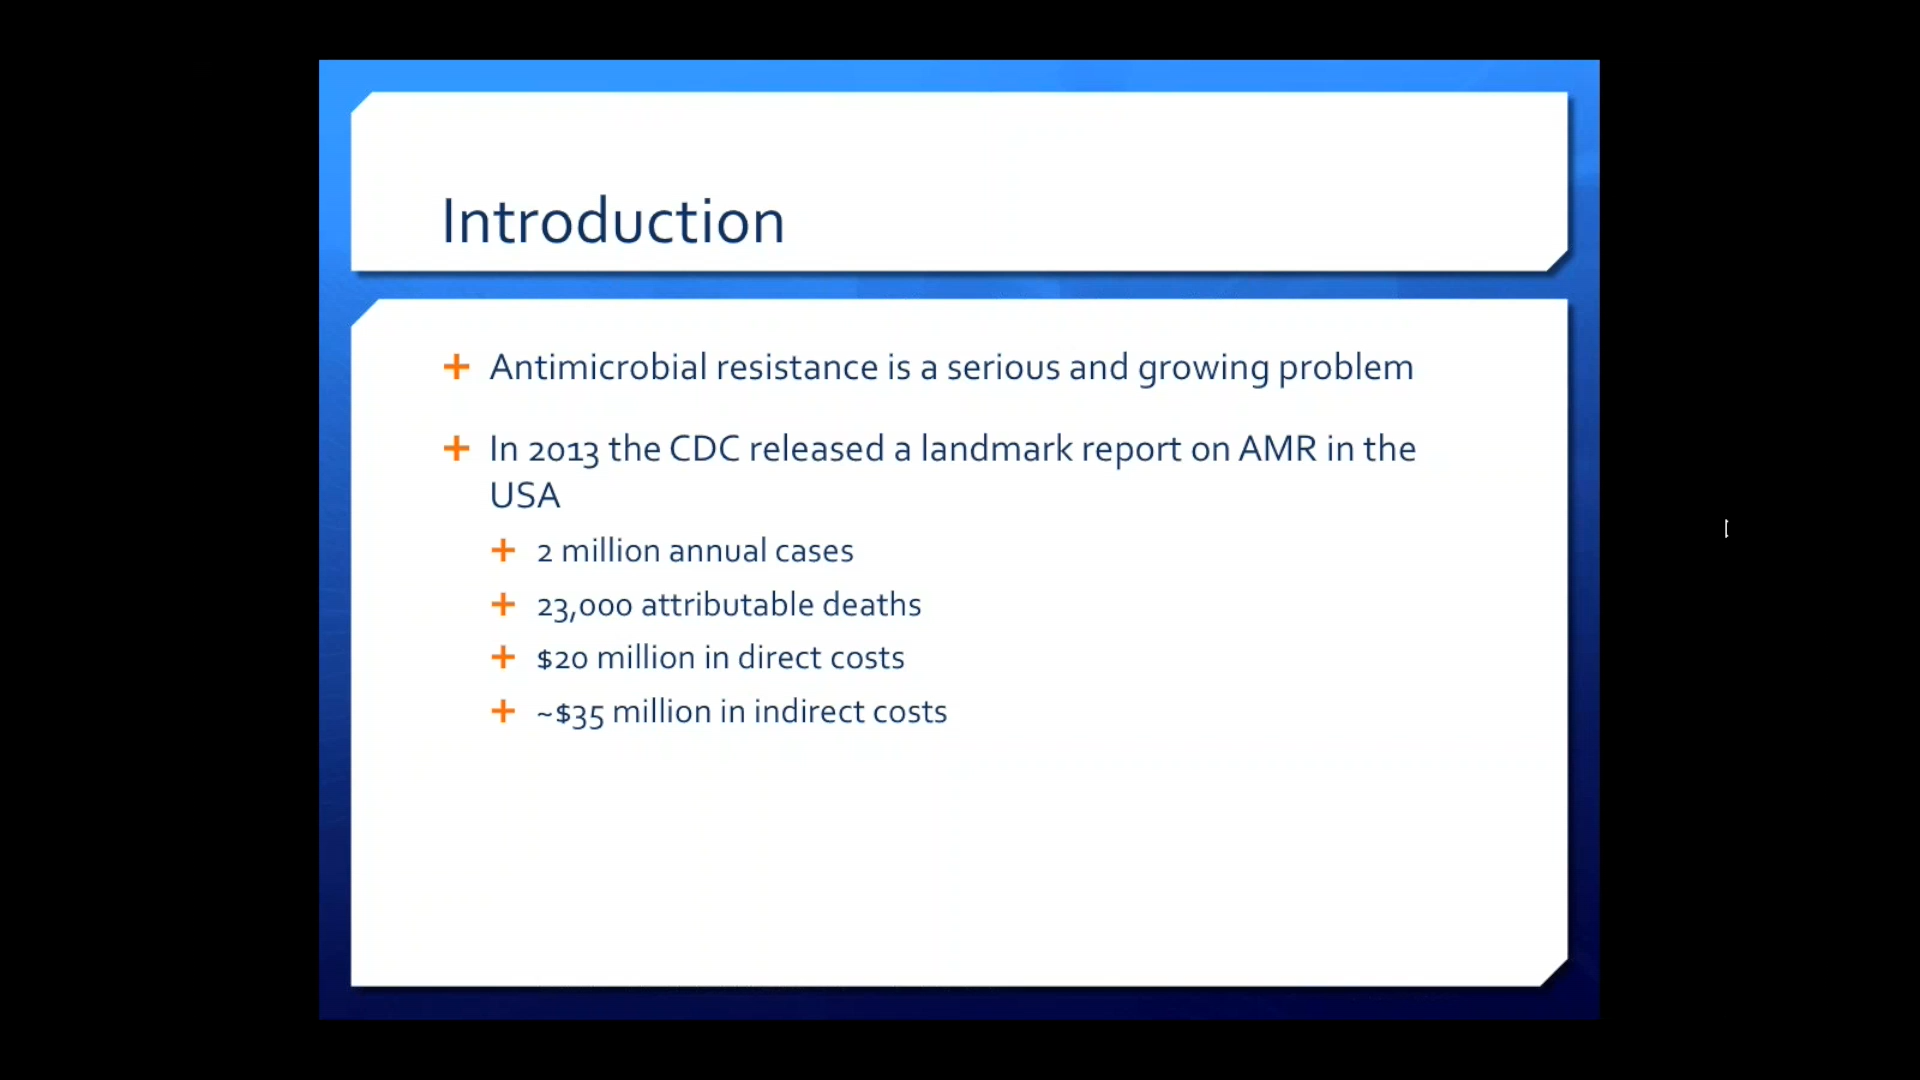 Introduction
Antimicrobial resistance is a serious and growing problem
In 2013 the CDC released a landmark report on AMR in the
USA
2 million annual cases
23,000 attributable deaths
$20 million in direct costs
~$35 million in indirect costs